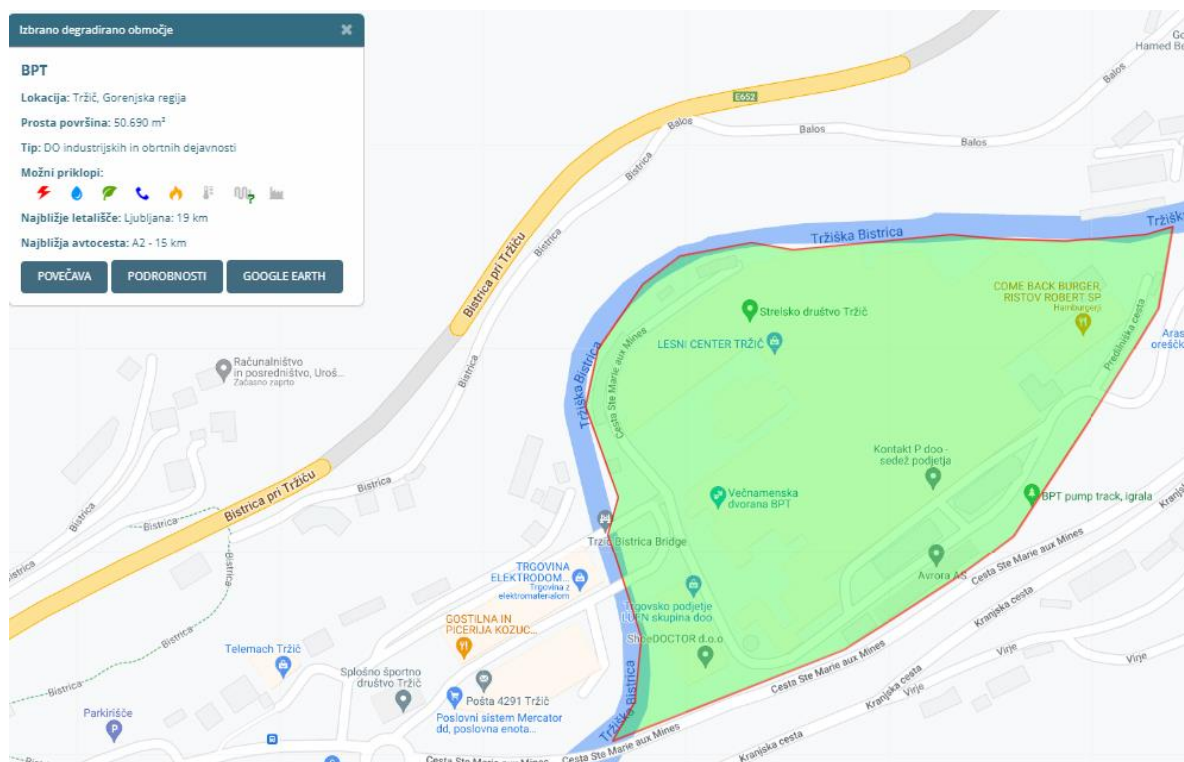 Izbrano degradirano območje
BPT
Lokacija: Tržič, Gorenjska regija
Prosta površina: 50.690 m²
Tip: DO industrijskih in obrtnih dejavnosti
Možni priklopi:
Najbližje letališče: Ljubljana: 19 km
Najbližja avtocesta: A2 - 15 km
POVEČAVA
PODROBNOSTI
GOOGLE EARTH
Hamed Be
Balos
E652
Balos
Balos
Balos
Bistrica
Bistrica pri Tržiču
Bistrica
Bistrica
Tržiška Bistrica
Tržišk
COME BACK BURGER,
RISTOV ROBERT SP
Hamburgerji
Strelsko društvo Tržič
LESNI CENTER TRŽIČ
Cesta Ste Marie aux Mines
Predilniška cesta
Aras
orešč
Računalništvo
in posredništvo, Uroš...
Začasno zaprto
Tržiška Bistrica
Kontakt P doo -
sedež podjetja
Večnamenska
dvorana BPT
BPT pump track, igrala
Bistrica pri Tržiču
Bistrica
Bistrica
Bistrica
Bistrica
Tržič Bistrica Bridge
Avrora AS
Cesta Ste Marie aux Mines
Kranjska cesta
Kranjsk
TRGOVINA
ELEKTRODOM...
Trgovina z
elektromaterialom
Trgovsko podjetje
LUEN skupina doo
GOSTILNA IN
PICERIJA KOZUC...
ShoeDOCTOR d.o.o
Telemach Tržič
Splošno športno
društvo Tržič
Pošta 4291 Tržič
Poslovni sistem Mercator
dd, poslovna enota...
Tržiška Bistrica
Cesta Ste Marie aux Mines
Kranjska cesta
Virje
Virje
Virje
Bistrica
Bistrica
Parkirišče
Cesta Ste Marie aux Mines
Cesta Ste Marie aux Mines
Kranjska cesta